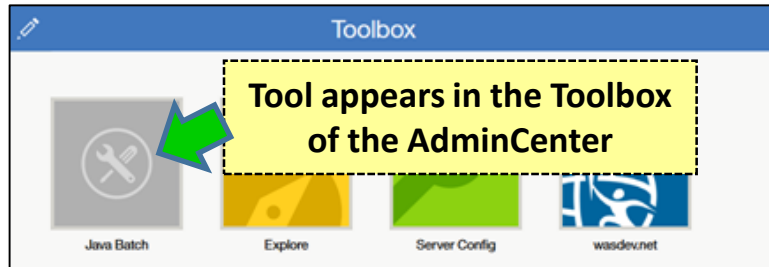 Toolbox
Tool appears in the Toolbox
of the AdminCenter
Java Batch
Explore
Server Config
wasdev.net